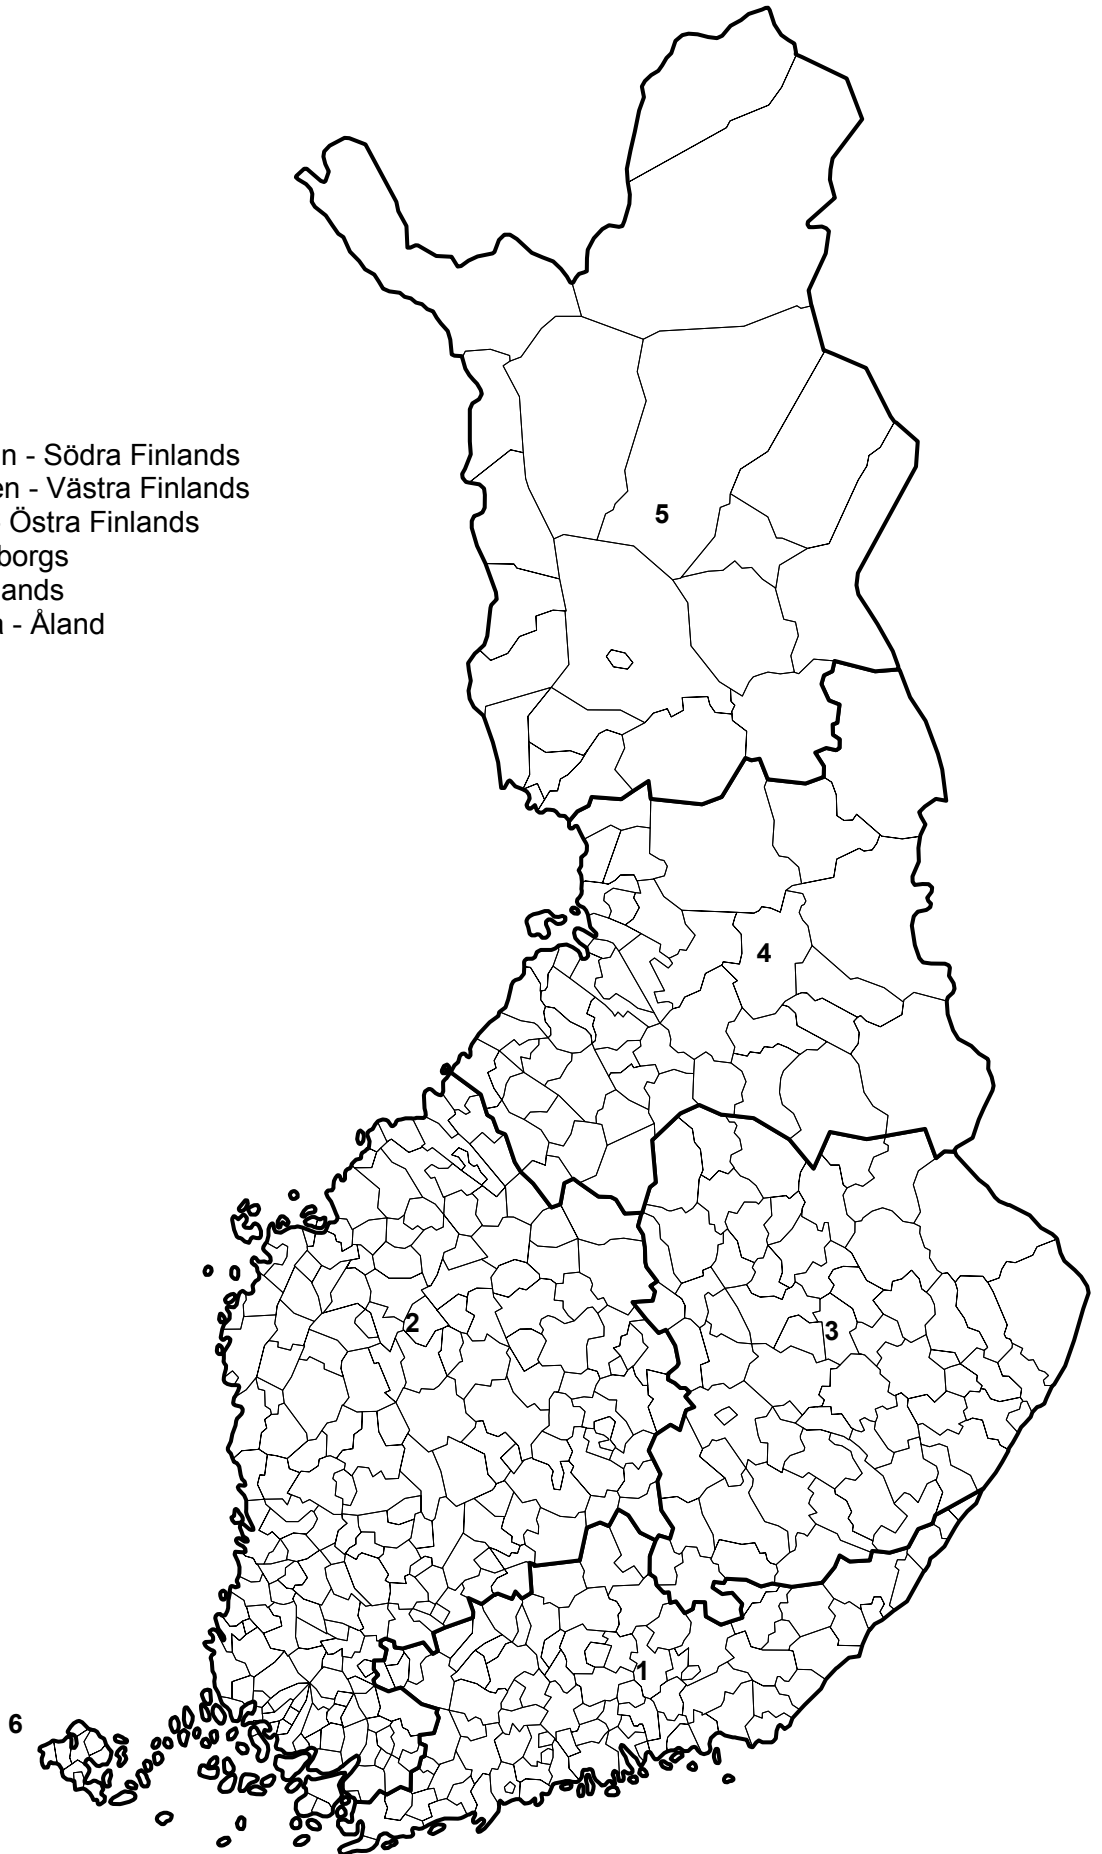 5
n - Södra Finlands
en - Västra Finlands
- Östra Finlands
borgs
ands
a - Åland
4
2
3
1
6